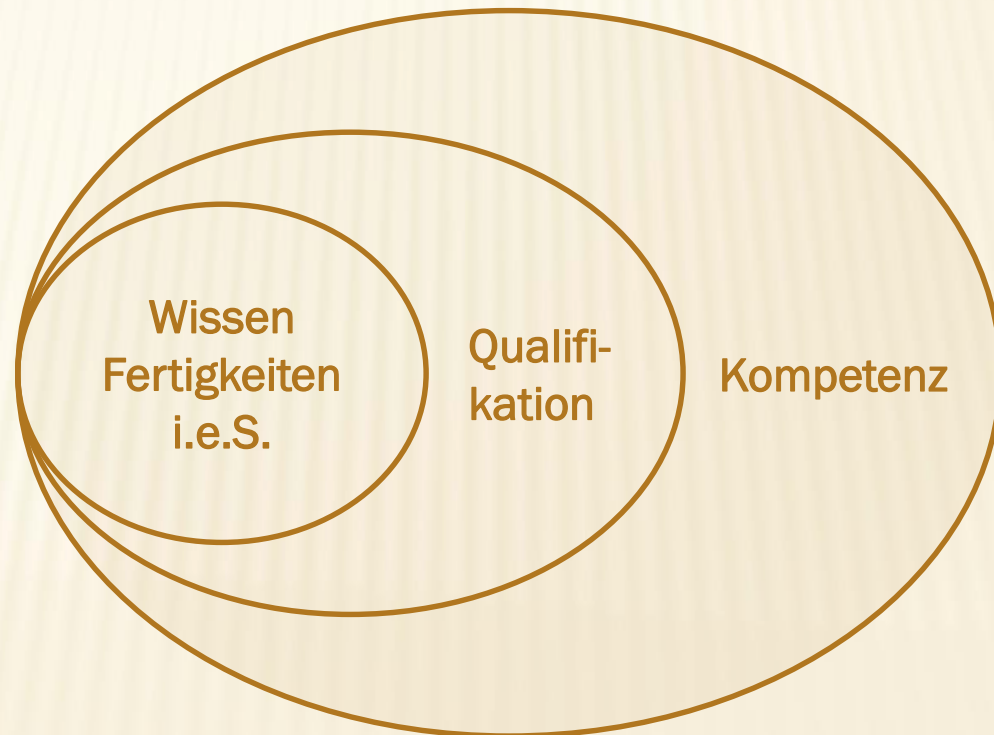 Wissen
Fertigkeiten
i.e.S.
Qualifi-
kation
Kompetenz